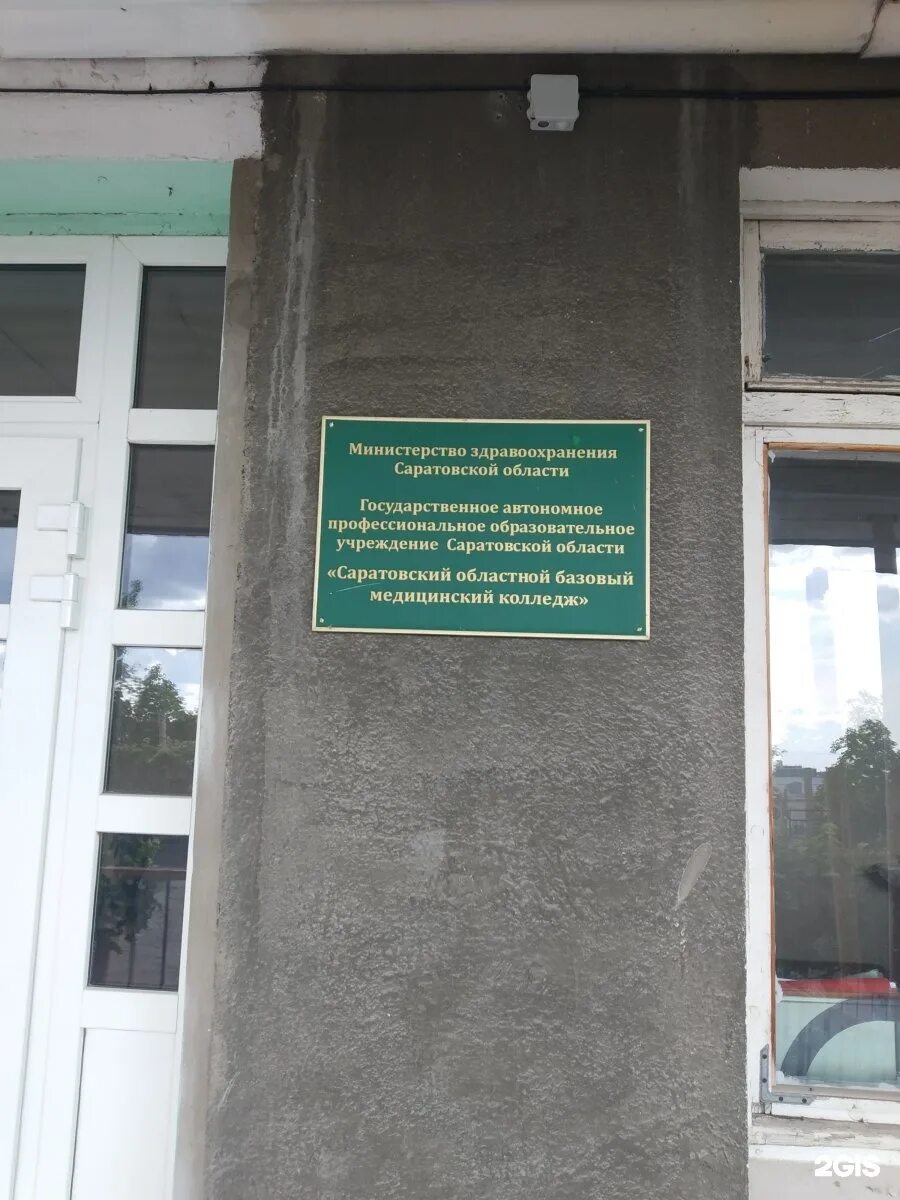 Министерство здравоохранения
Саратовской области
Государственное автономное
профессиональное образовательное
учреждение Саратовской области
«Саратовский областной базовый
медицинский колледж»
2GIS